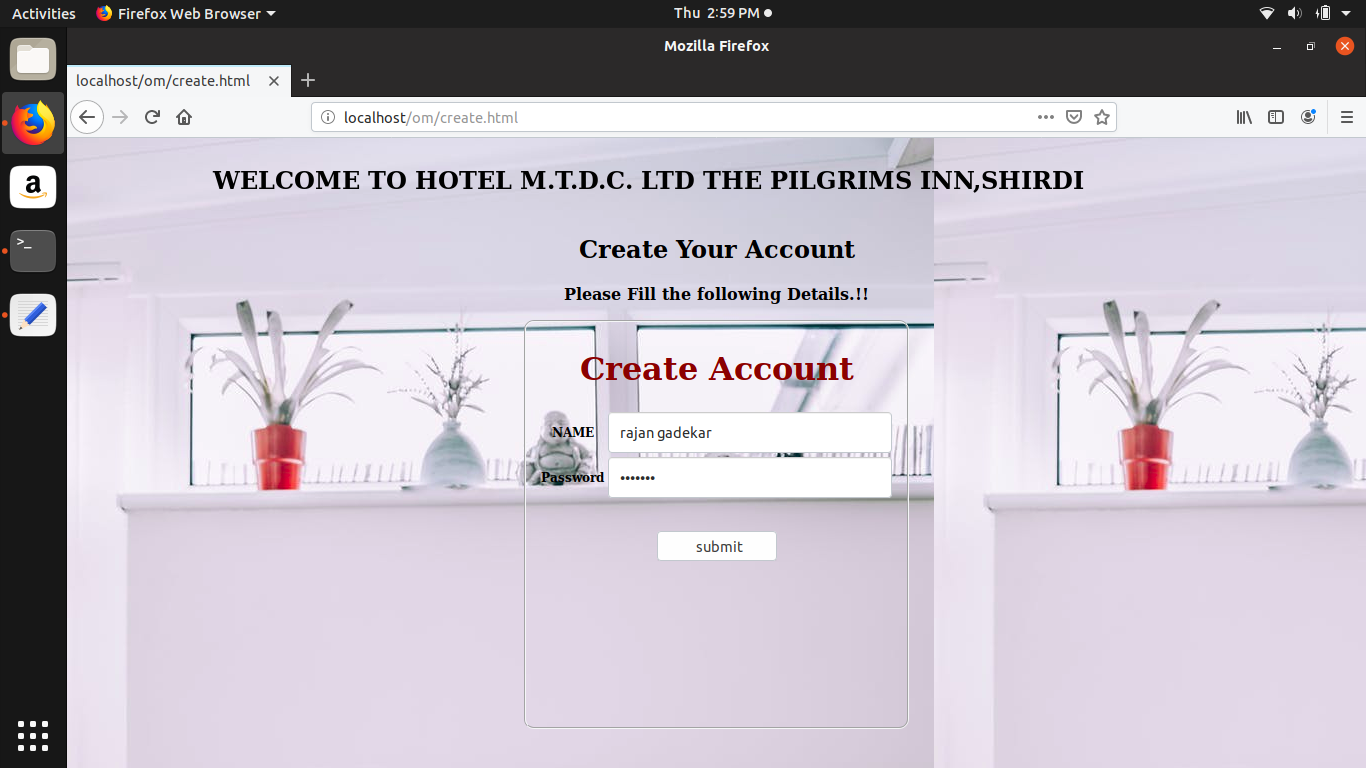 Activities Firefox Web Browser Thu 2:59 PM
Mozilla Firefox
localhost/om/create.html
localhost/om/create.html
WELCOME TO HOTEL M.T.D.C. LTD THE PILGRIMS INN,SHIRDI
Create Your Account
Please Fill the following Details.!!
Create Account
NAME rajan gadekar
Password •••••••
submit